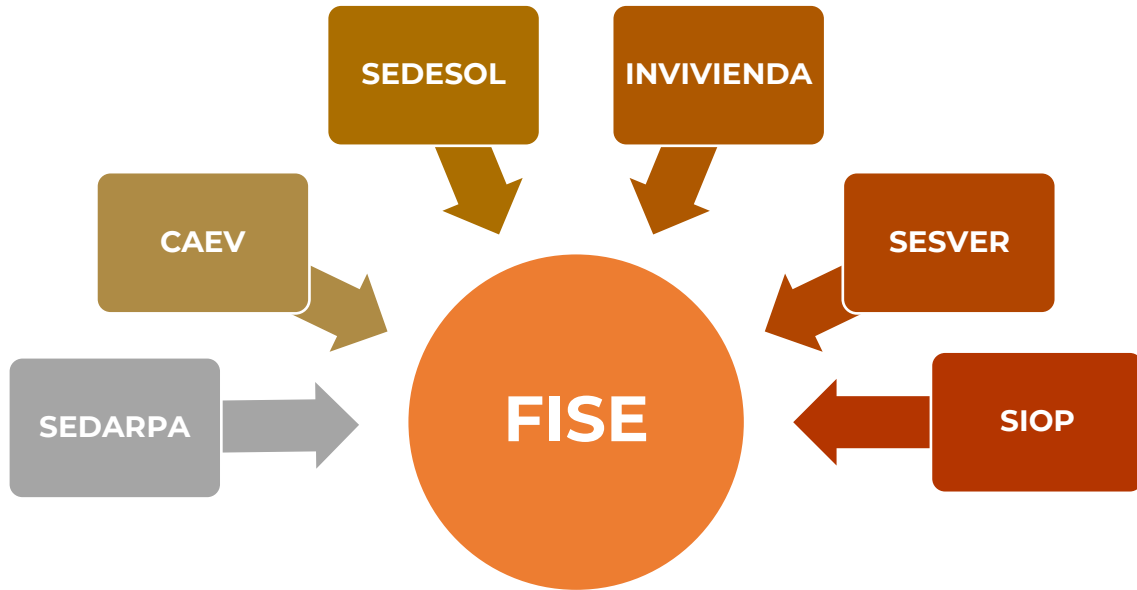 SEDESOL
INVIVIENDA
CAEV
SESVER
SEDARPA
FISE
SIOP